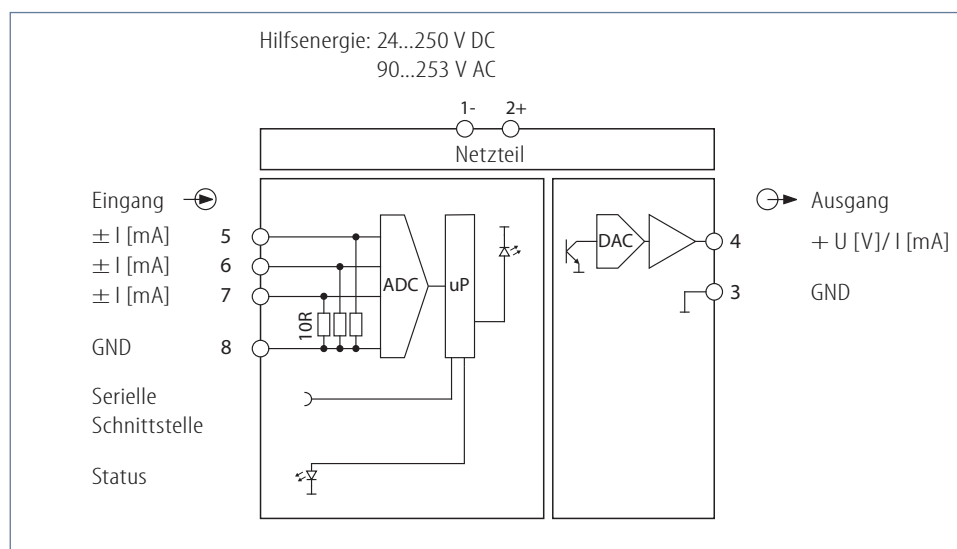 Hilfsenergie: 24...250 V DC
90...253 V AC
1- 2+
Netzteil
Eingang
Ausgang
± I [mA] 5
DAC
4 + U [V]/ I [mA]
± I [mA] 6
ADC
uP
± I [mA] 7
3 GND
10R
GND 8
Serielle
Schnittstelle
Status